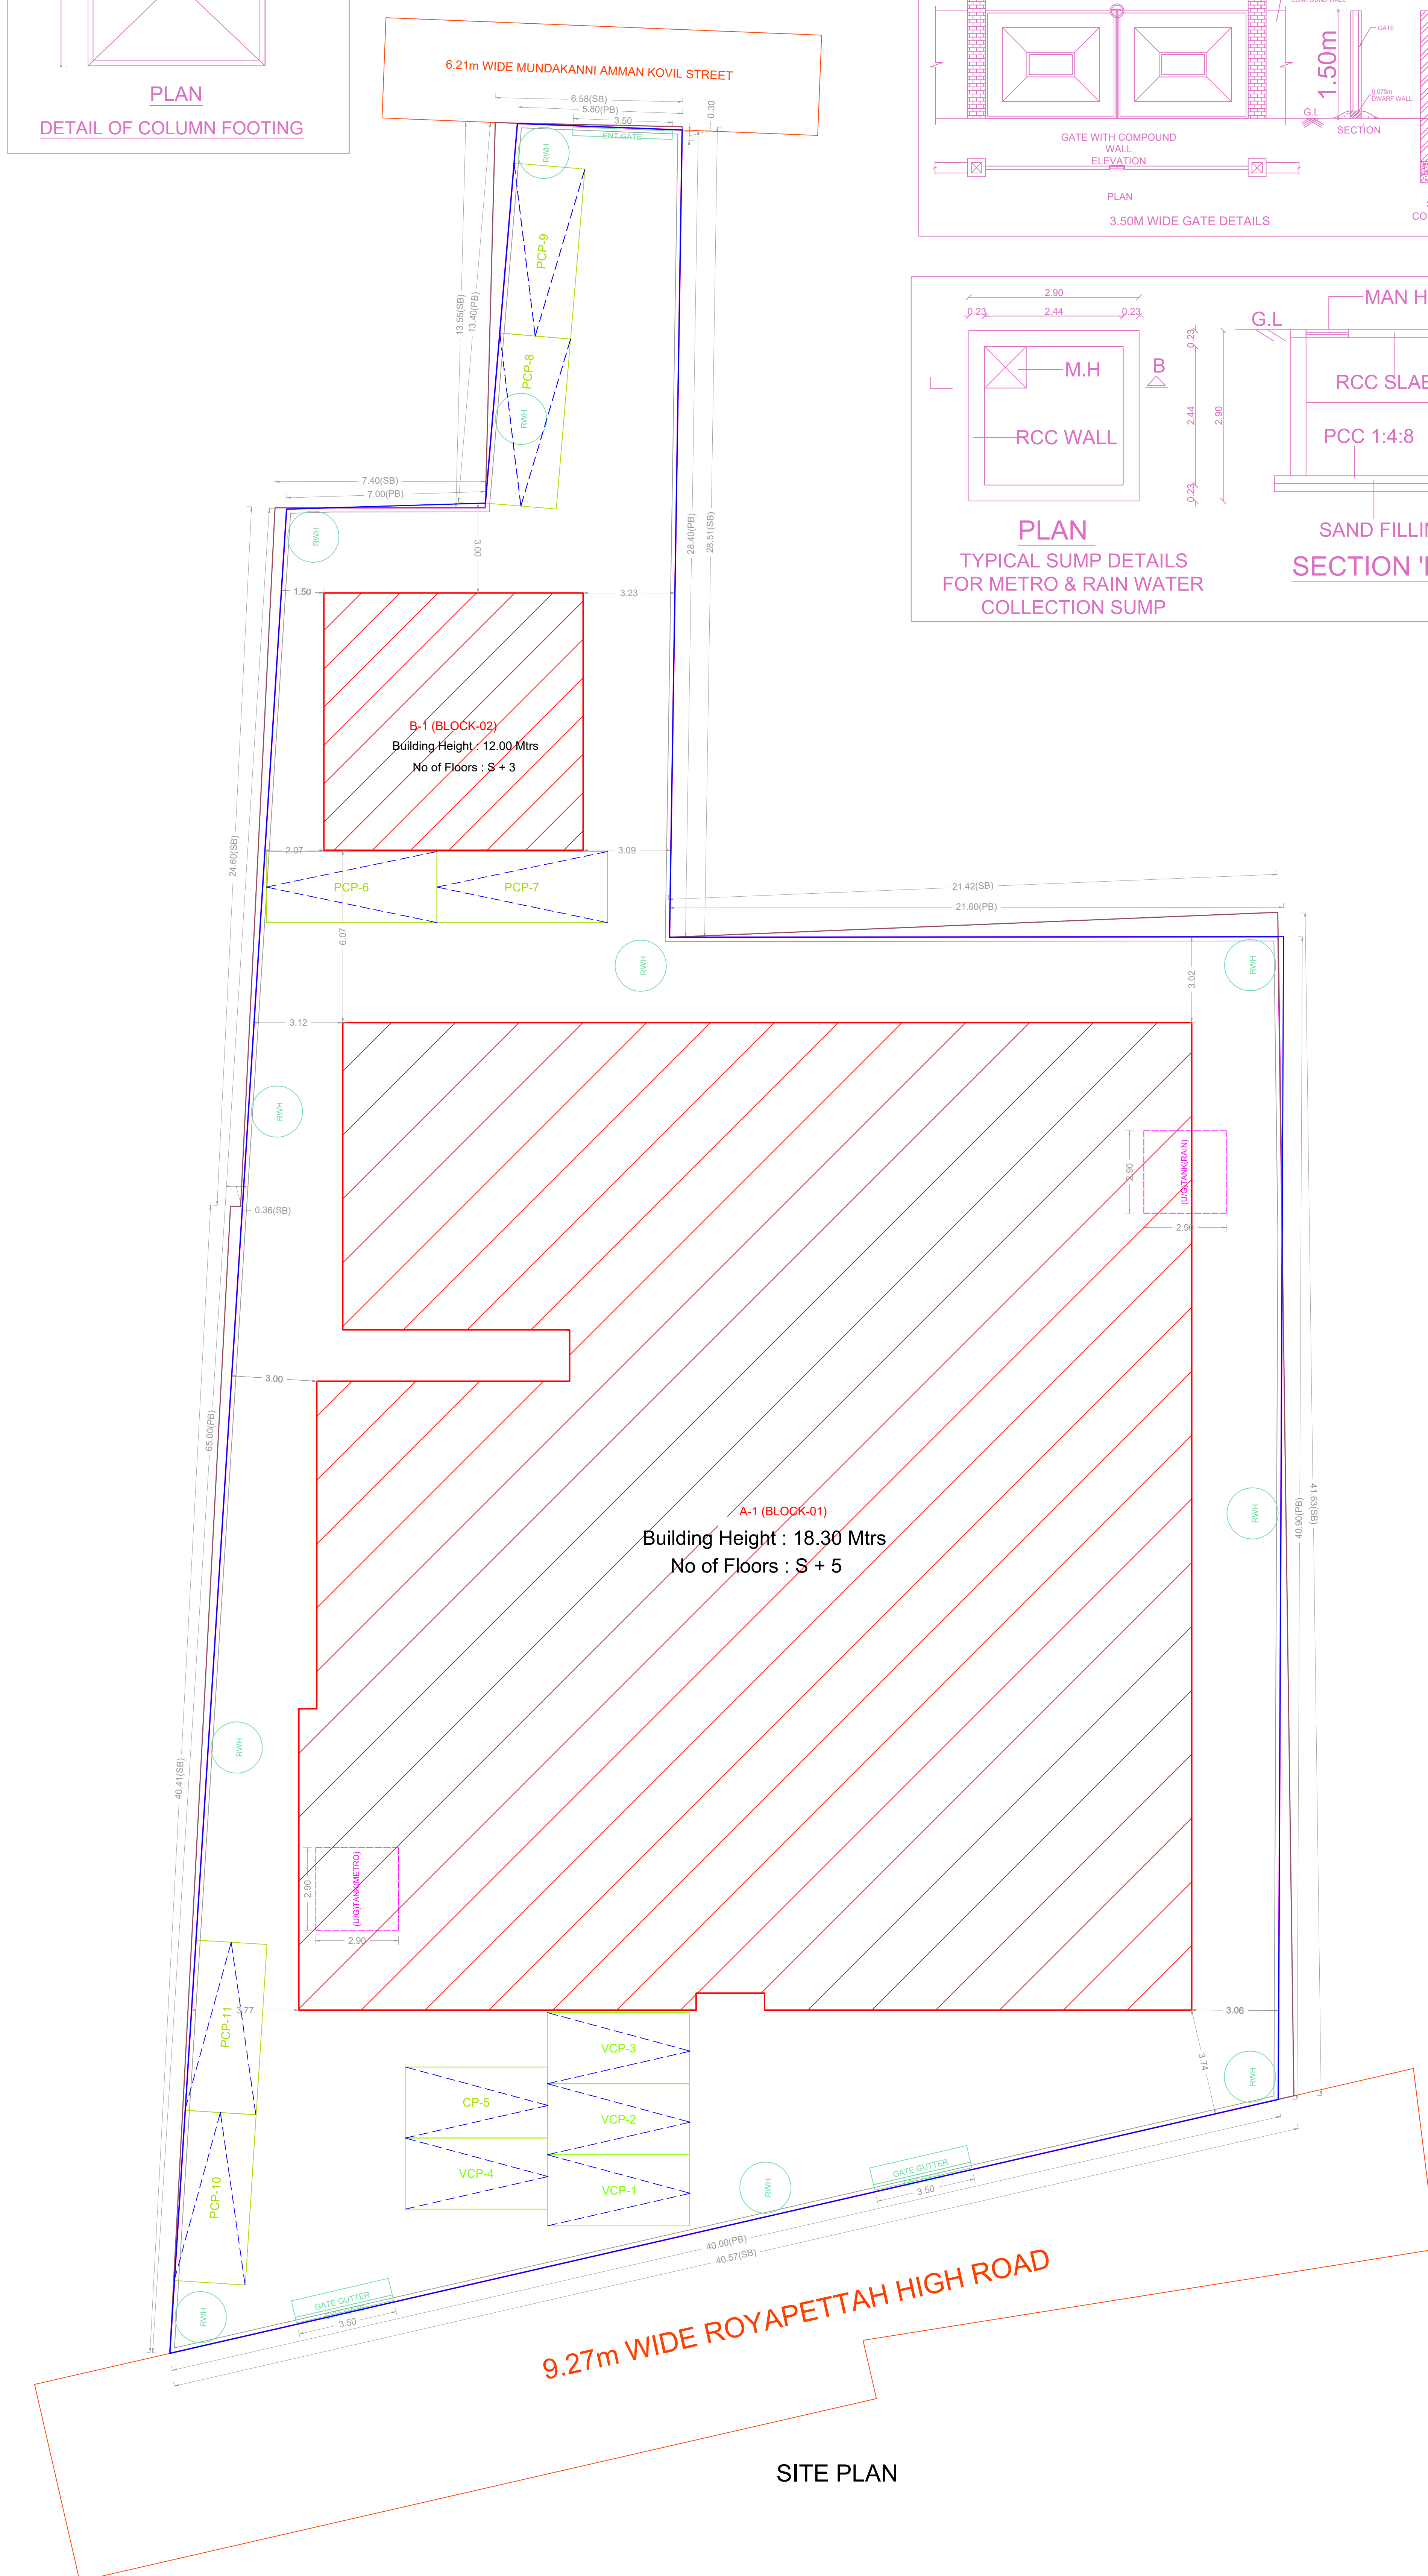 PLAN
DETAIL OF COLUMN FOOTING
6.21m WIDE MUNDAKANNI AMMAN KOVIL STREET
6.58(SB)
5.80(PB)
3.50
0.30
ENT GATE
RWH
PCP-9
13.55(SB)
13.40(PB)
PCP-8
RWH
7.40(SB)
7.00(PB)
RWH
3.00
28.40(PB)
28.51(SB)
1.50
3.23
B-1 (BLOCK-02)
Building Height : 12.00 Mtrs
No of Floors : S + 3
24.60(SB)
2.07
3.09
PCP-6
PCP-7
21.42(SB)
21.60(PB)
6.07
RWH
RWH
3.02
3.12
RWH
(U/G)TANK(RAIN)
2.90
2.90
0.36(SB)
3.00
65.00(PB)
A-1 (BLOCK-01)
Building Height : 18.30 Mtrs
No of Floors : S + 5
RWH
40.90(PB)
41.63(SB)
RWH
40.41(SB)
(U/G)TANK(METRO)
2.90
2.90
3.77
3.06
PCP-11
3.74
VCP-3
CP-5
VCP-2
VCP-4
VCP-1
RWH
PCP-10
RWH
GATE GUTTER
3.50
40.00(PB)
40.57(SB)
GATE GUTTER
3.50
RWH
9.27m WIDE ROYAPETTAH HIGH ROAD
SITE PLAN
1.50m
GATE
0.075m
DWARF WALL
G.L
SECTION
GATE WITH COMPOUND
WALL
ELEVATION
PLAN
3.50M WIDE GATE DETAILS
CO
2.90
0.23
2.44
0.23
M.H
B
RCC WALL
0.23
2.44
2.90
0.23
PLAN
TYPICAL SUMP DETAILS
FOR METRO & RAIN WATER
COLLECTION SUMP
MAN H
G.L
RCC SLAB
PCC 1:4:8
SAND FILLIN
SECTION '